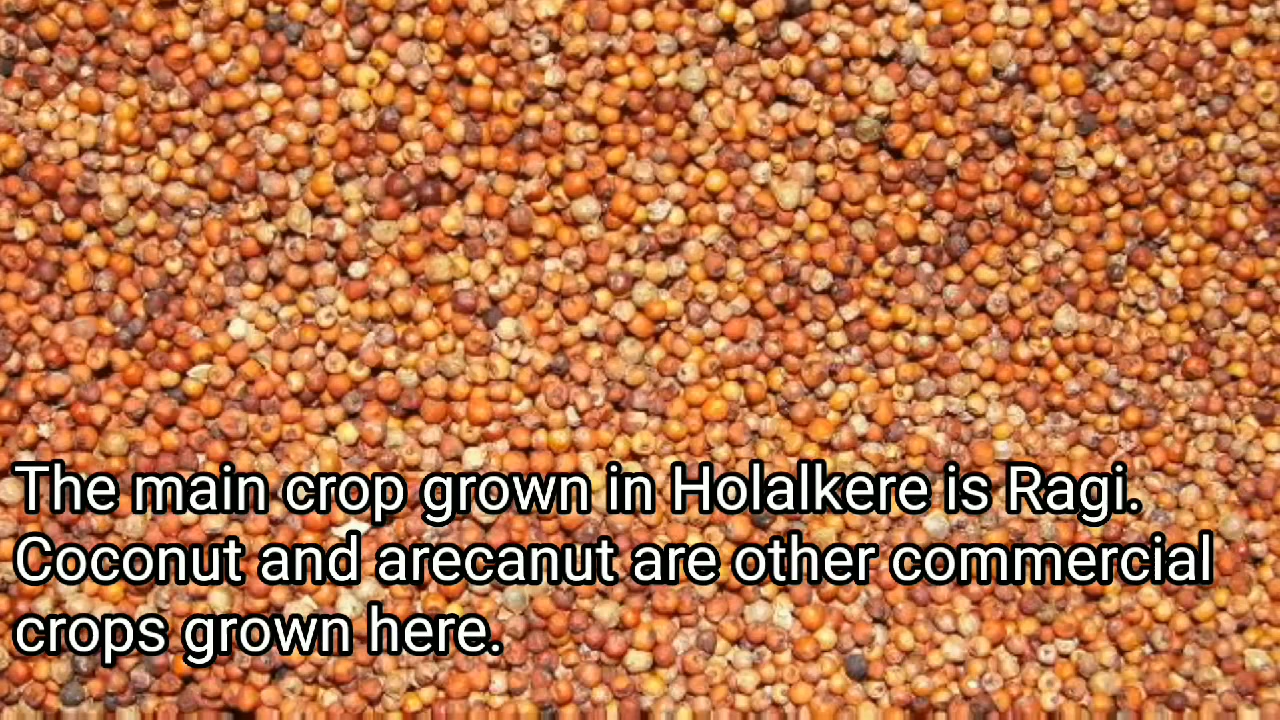 The main crop grown in Holalkere is Ragi.
Coconut and arecanut are other commercial
crops grown here.